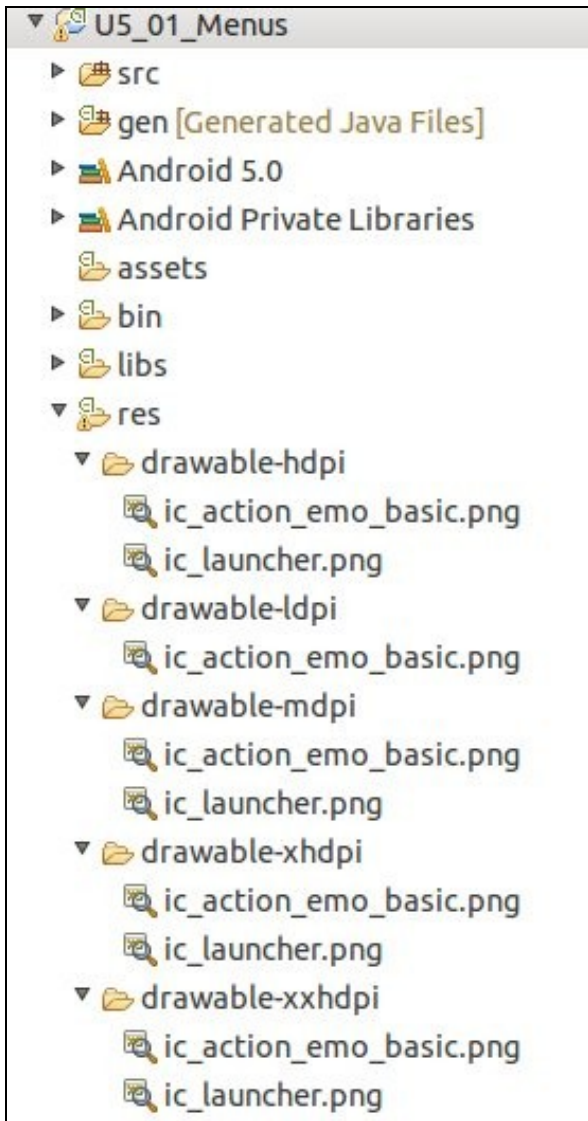 U5_01_Menus
src
gen [Generated Java Files]
Android 5.0
Android Private Libraries
assets
bin
libs
res
drawable-hdpi
ic_action_emo_basic.png
ic_launcher.png
drawable-ldpi
ic_action_emo_basic.png
drawable-mdpi
ic_action_emo_basic.png
ic_launcher.png
drawable-xhdpi
ic_action_emo_basic.png
ic_launcher.png
drawable-xxhdpi
ic_action_emo_basic.png
ic_launcher.png